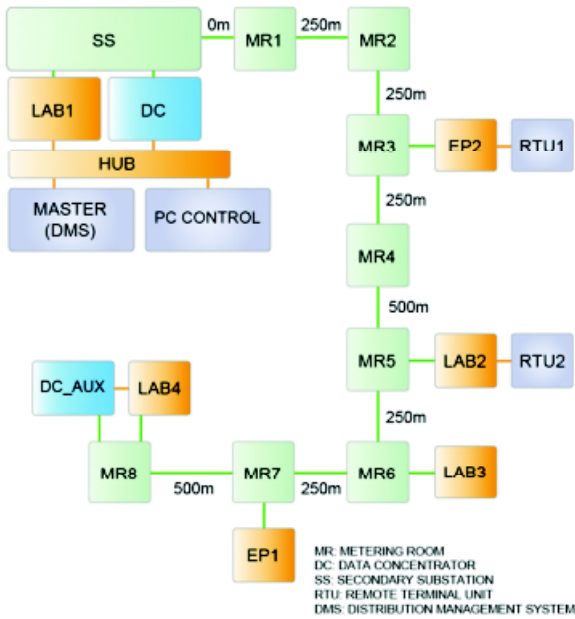 0m
250m
SS
MR1
MR2
250m
LAB1
DC
MR3
EP2
RTU1
HUB
MASTER
(DMS)
PC CONTROL
250m
MR4
500m
MR5
LAB2
RTU2
DC_AUX
LAB4
250m
MR8
MR7
MR6
LAB3
500m
250m
EP1
MR: METERING ROOM
DC: DATA CONCENTRATOR
SS: SECONDARY SUBSTATION
RTU: REMOTE TERMINAL UNIT
DMS: DISTRIBUTION MANAGEMENT SYSTEM